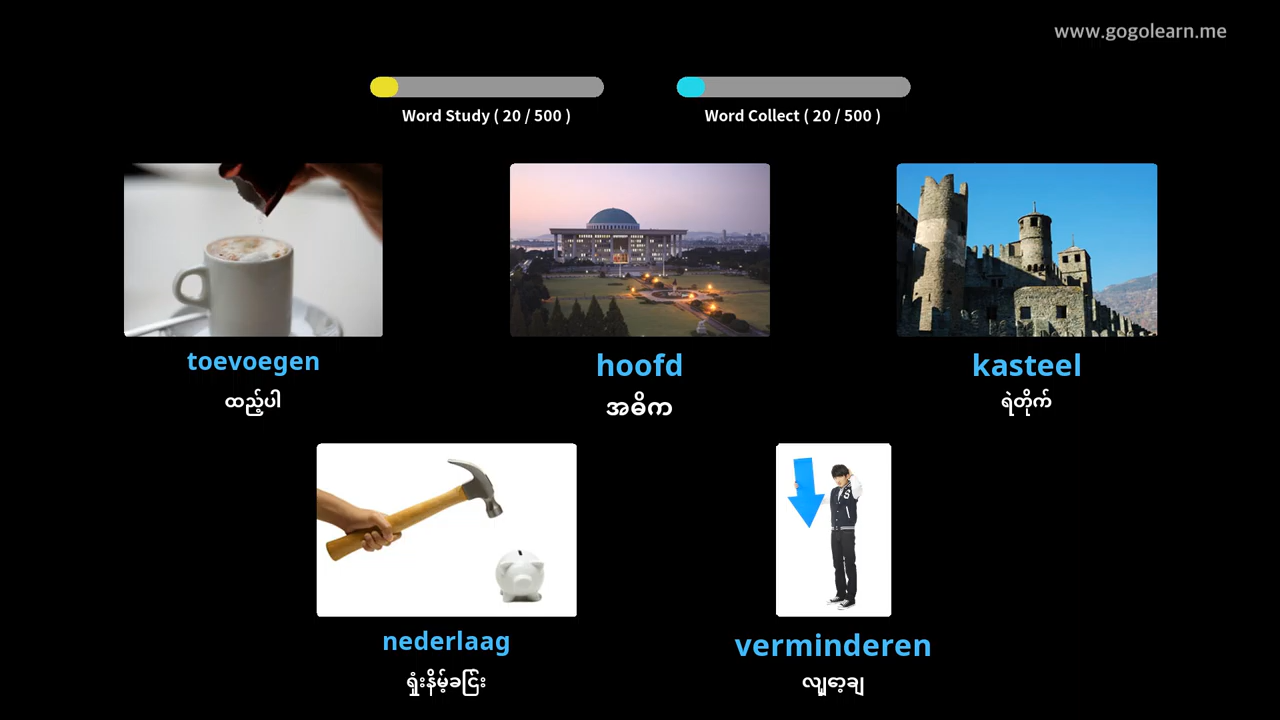 www.gogolearn.me
Word Study ( 20 / 500 )
Word Collect ( 20 / 500 )
toevoegen
hoofd
kasteel
ထည့်ပါ
အဓိက
ရဲတိုက်
nederlaag
verminderen
ရှုံးနိမ့်ခင်း
လျှော့ချ